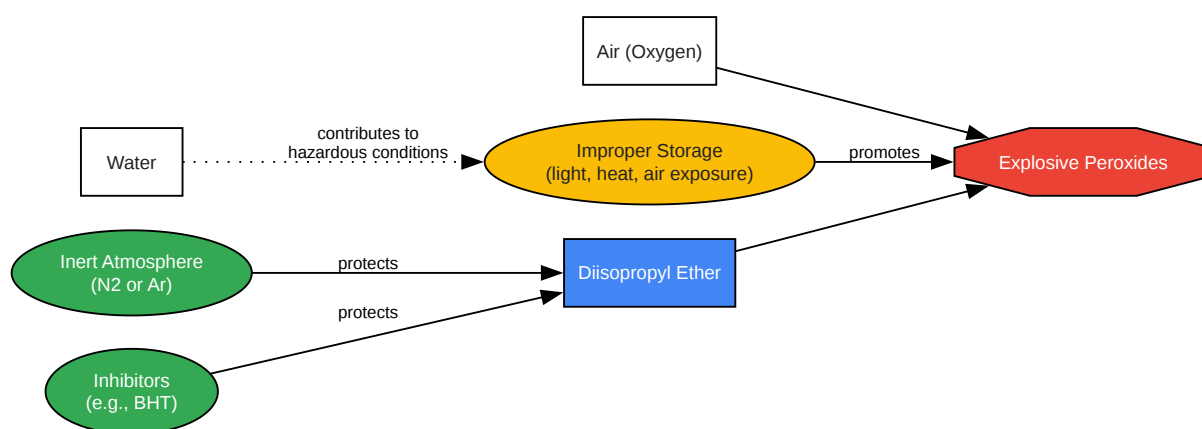 Air (Oxygen)
Water
contributes to
hazardous conditions
Improper Storage
(light, heat, air exposure)
promotes
Explosive Peroxides
Inert Atmosphere
(N2 or Ar)
protects
Diisopropyl Ether
protects
Inhibitors
(e.g., BHT)